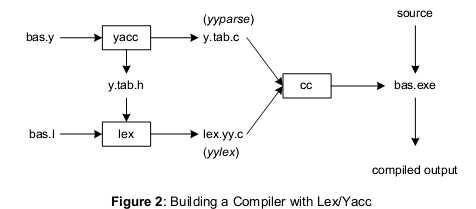 (yyparse)
source
bas.y
yacc
y.tab.c
y.tab.h
cc
bas.exe
bas.l
lex
lex.yy.c
(yylex)
compiled output
Figure 2: Building a Compiler with Lex/Yacc